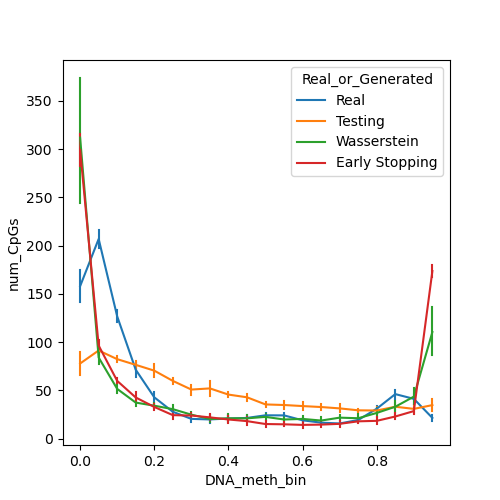 Real_or_Generated
Real
Testing
Wasserstein
Early Stopping
num_CpGs
350
300
250
200
150
100
50
0
0.0 0.2 0.4 0.6 0.8
DNA_meth_bin